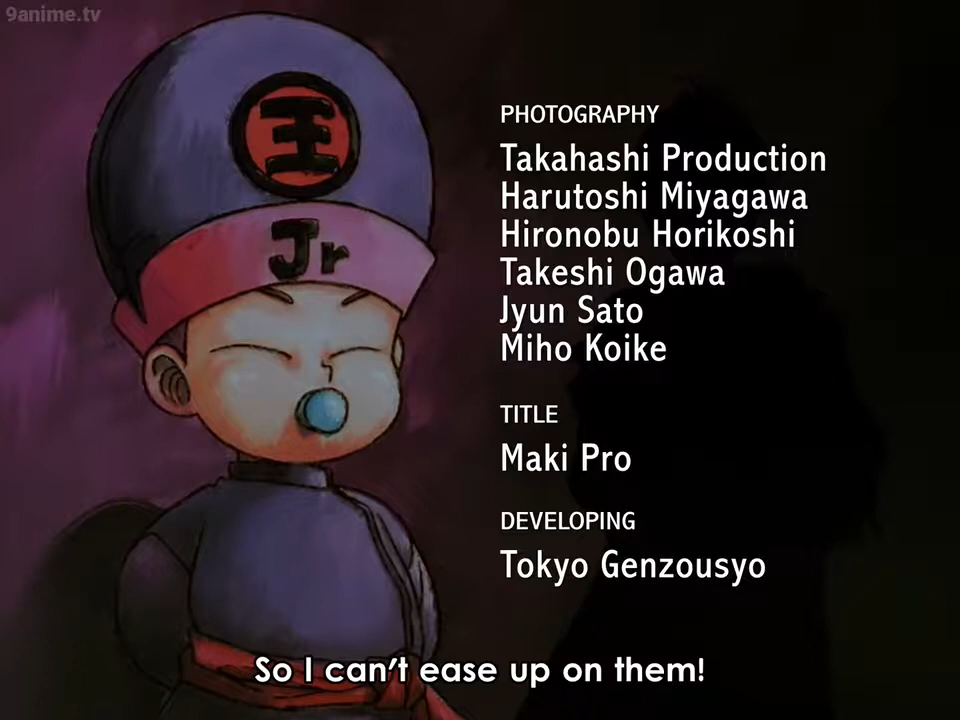 9anime.tv
王
Jr
PHOTOGRAPHY
Takahashi Production
Harutoshi Miyagawa
Hironobu Horikoshi
Takeshi Ogawa
Jyun Sato
Miho Koike
TITLE
Maki Pro
DEVELOPING
Tokyo Genzousyo
So I can't ease up on them!